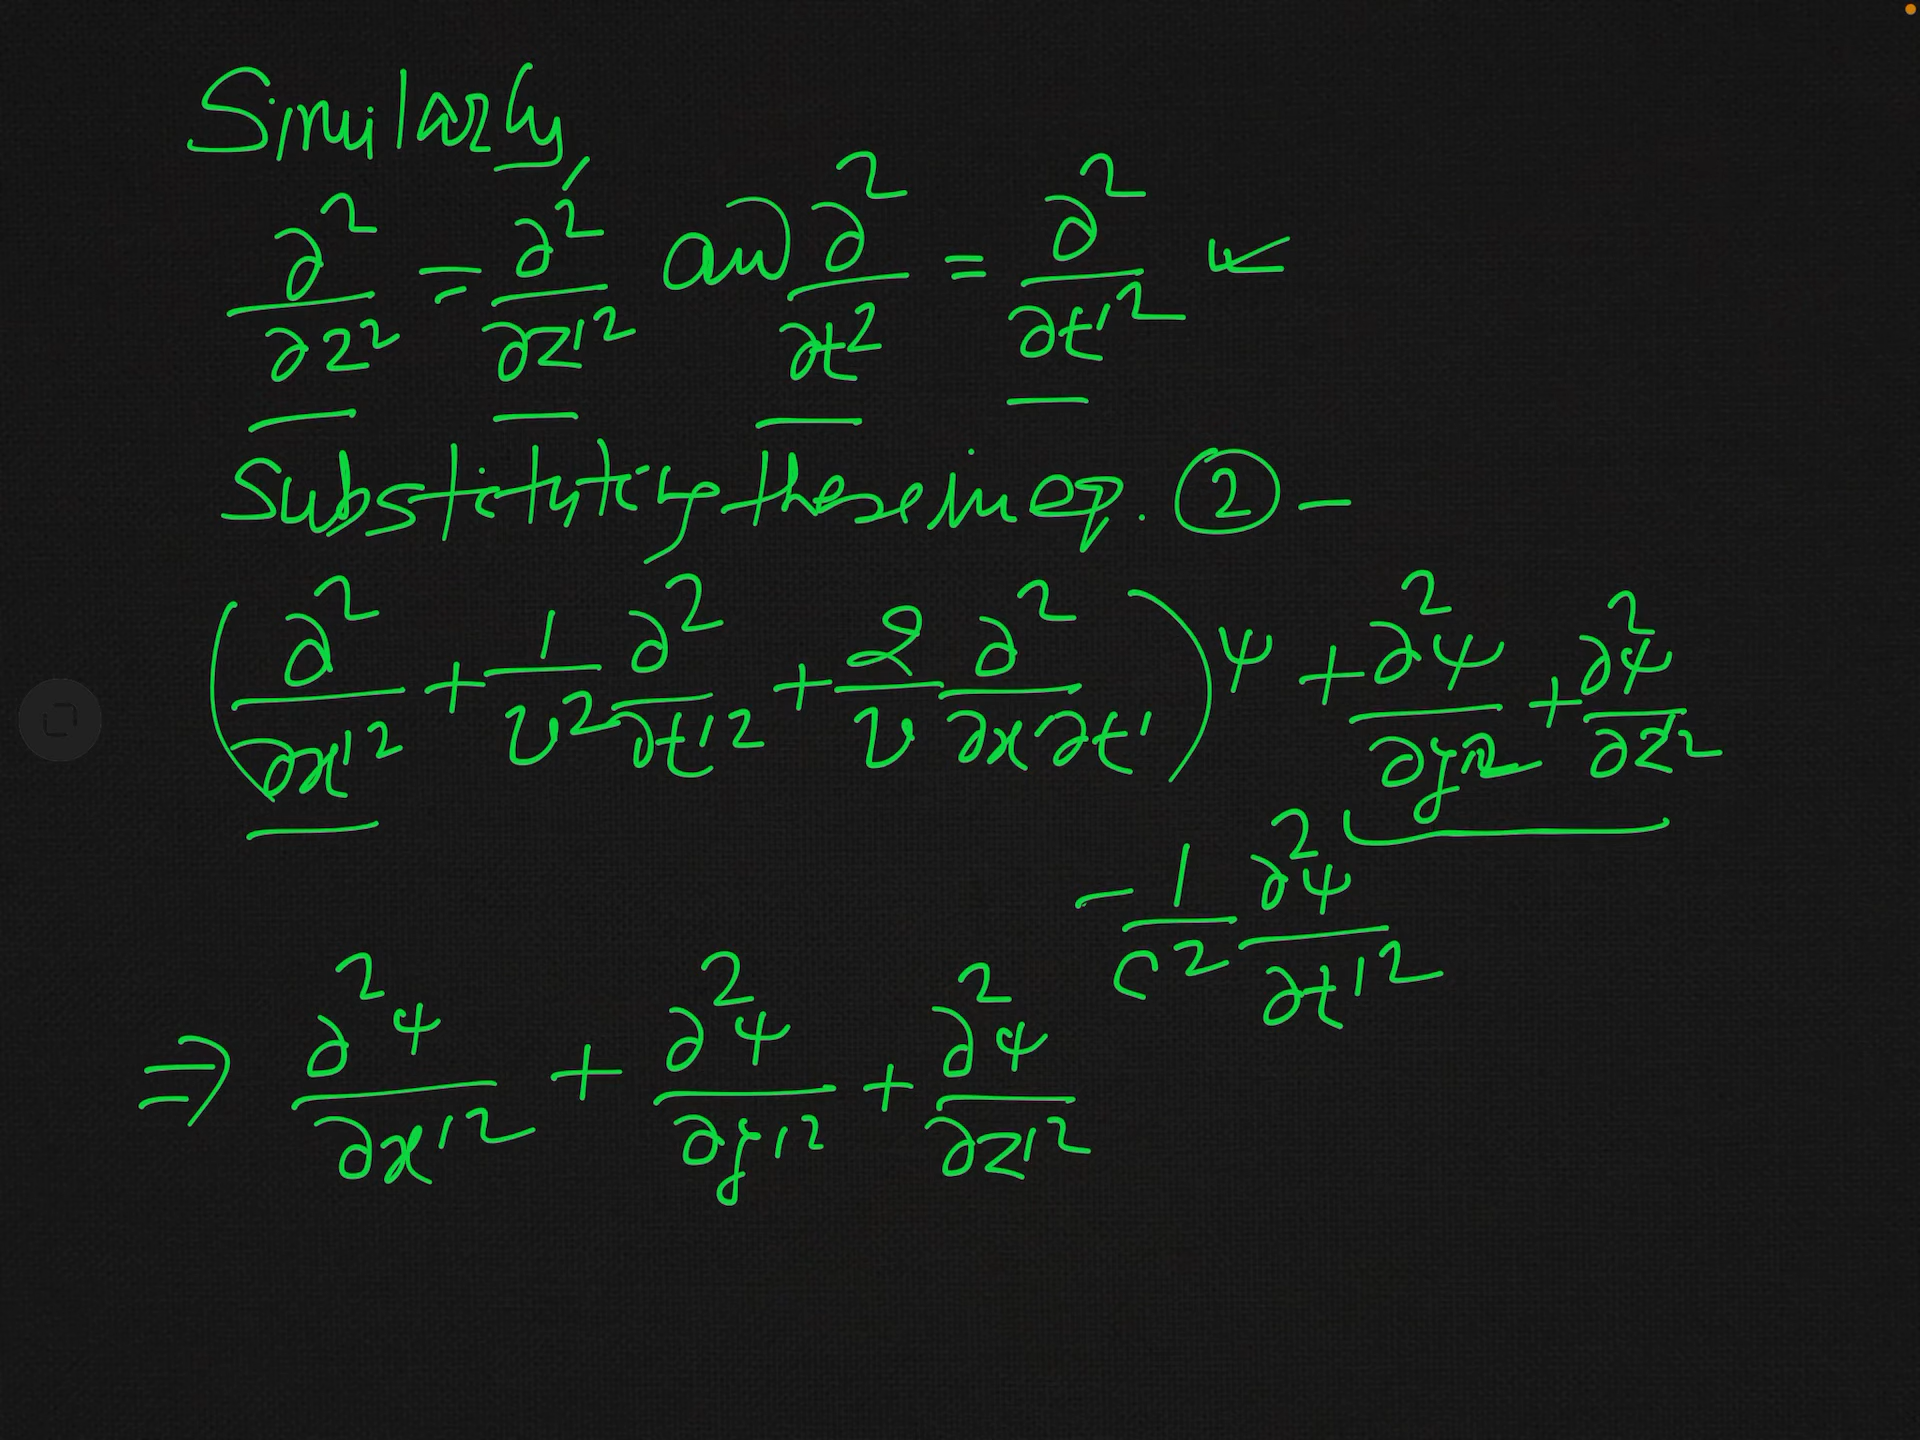 Similarly,
∂²/∂z² = ∂²/∂z'² and ∂²/∂t² = ∂²/∂t'²
Substituting these in eq. ② –
(∂²/∂x'² + 1/v² ∂²/∂t'² + 2/v ∂²/∂x∂t')ψ + ∂²ψ/∂y² + ∂²ψ/∂z²
– 1/c² ∂²ψ/∂t'²
⇒ ∂²ψ/∂x'² + ∂²ψ/∂y'² + ∂²ψ/∂z'²